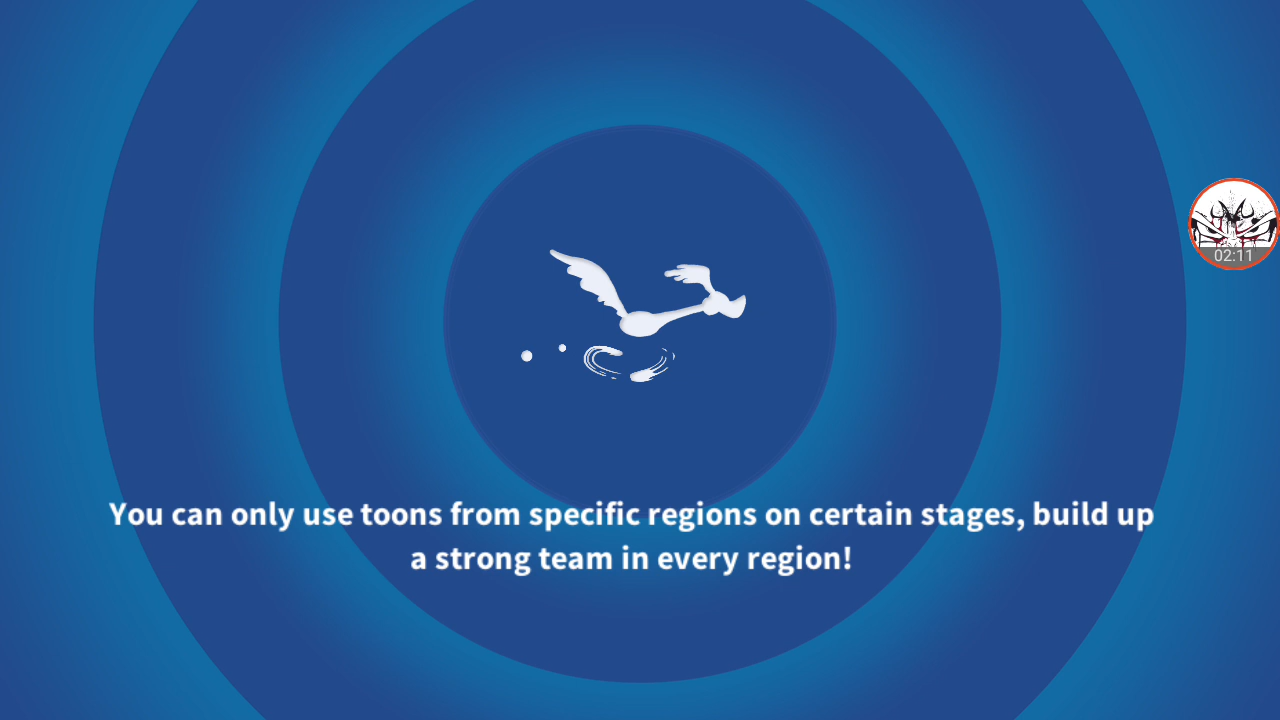 02:11
You can only use toons from specific regions on certain stages, build up
a strong team in every region!